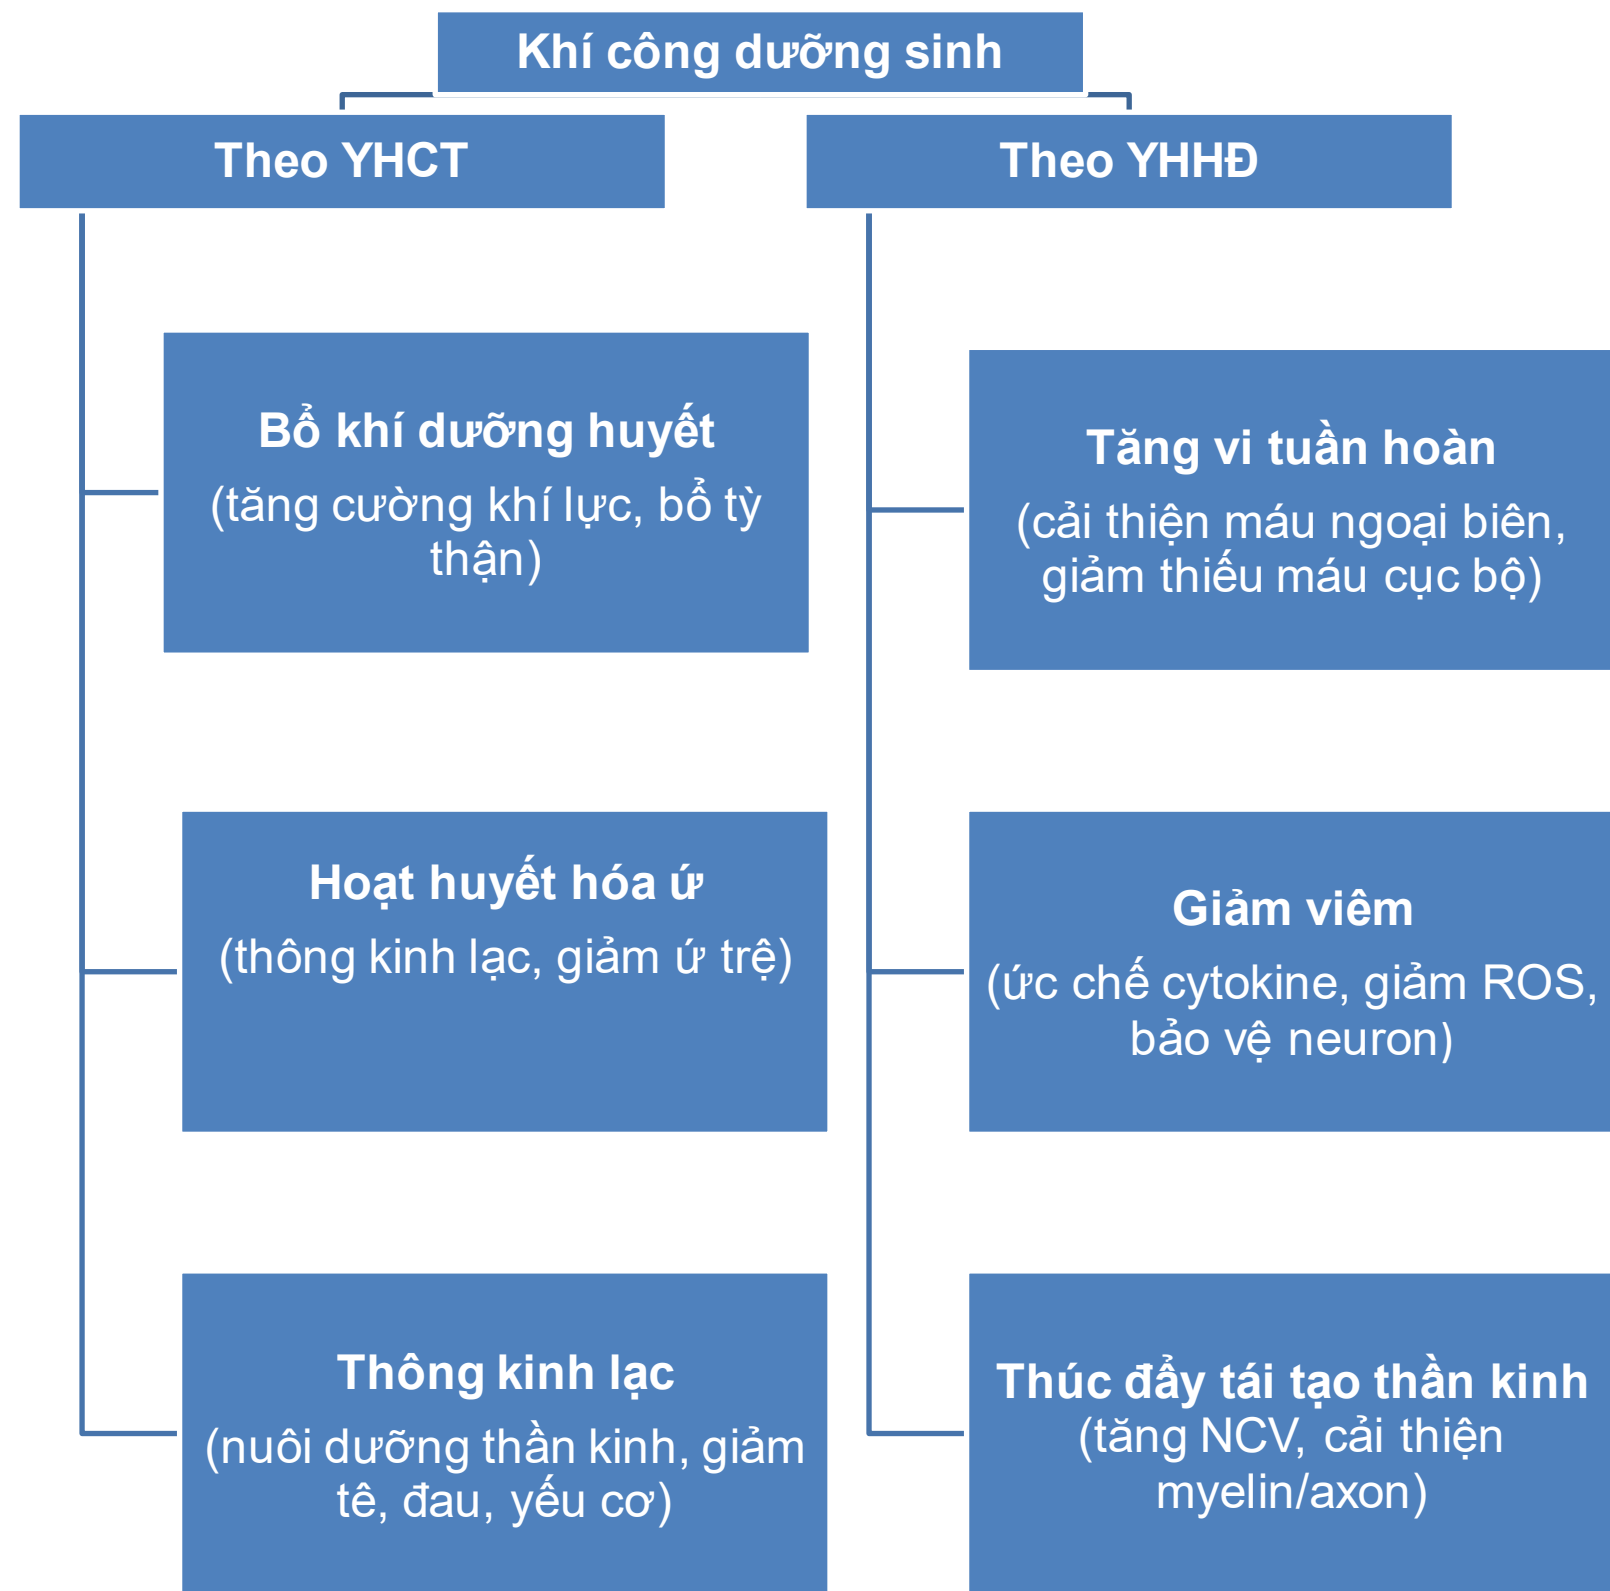 Khí công dưỡng sinh
Theo YHCT
Bổ khí dưỡng huyết
(tăng cường khí lực, bổ tỳ
thận)
Hoạt huyết hóa ứ
(thông kinh lạc, giảm ứ trệ)
Thông kinh lạc
(nuôi dưỡng thần kinh, giảm
tê, đau, yếu cơ)
Theo YHHĐ
Tăng vi tuần hoàn
(cải thiện máu ngoại biên,
giảm thiếu máu cục bộ)
Giảm viêm
(ức chế cytokine, giảm ROS,
bảo vệ neuron)
Thúc đẩy tái tạo thần kinh
(tăng NCV, cải thiện
myelin/axon)